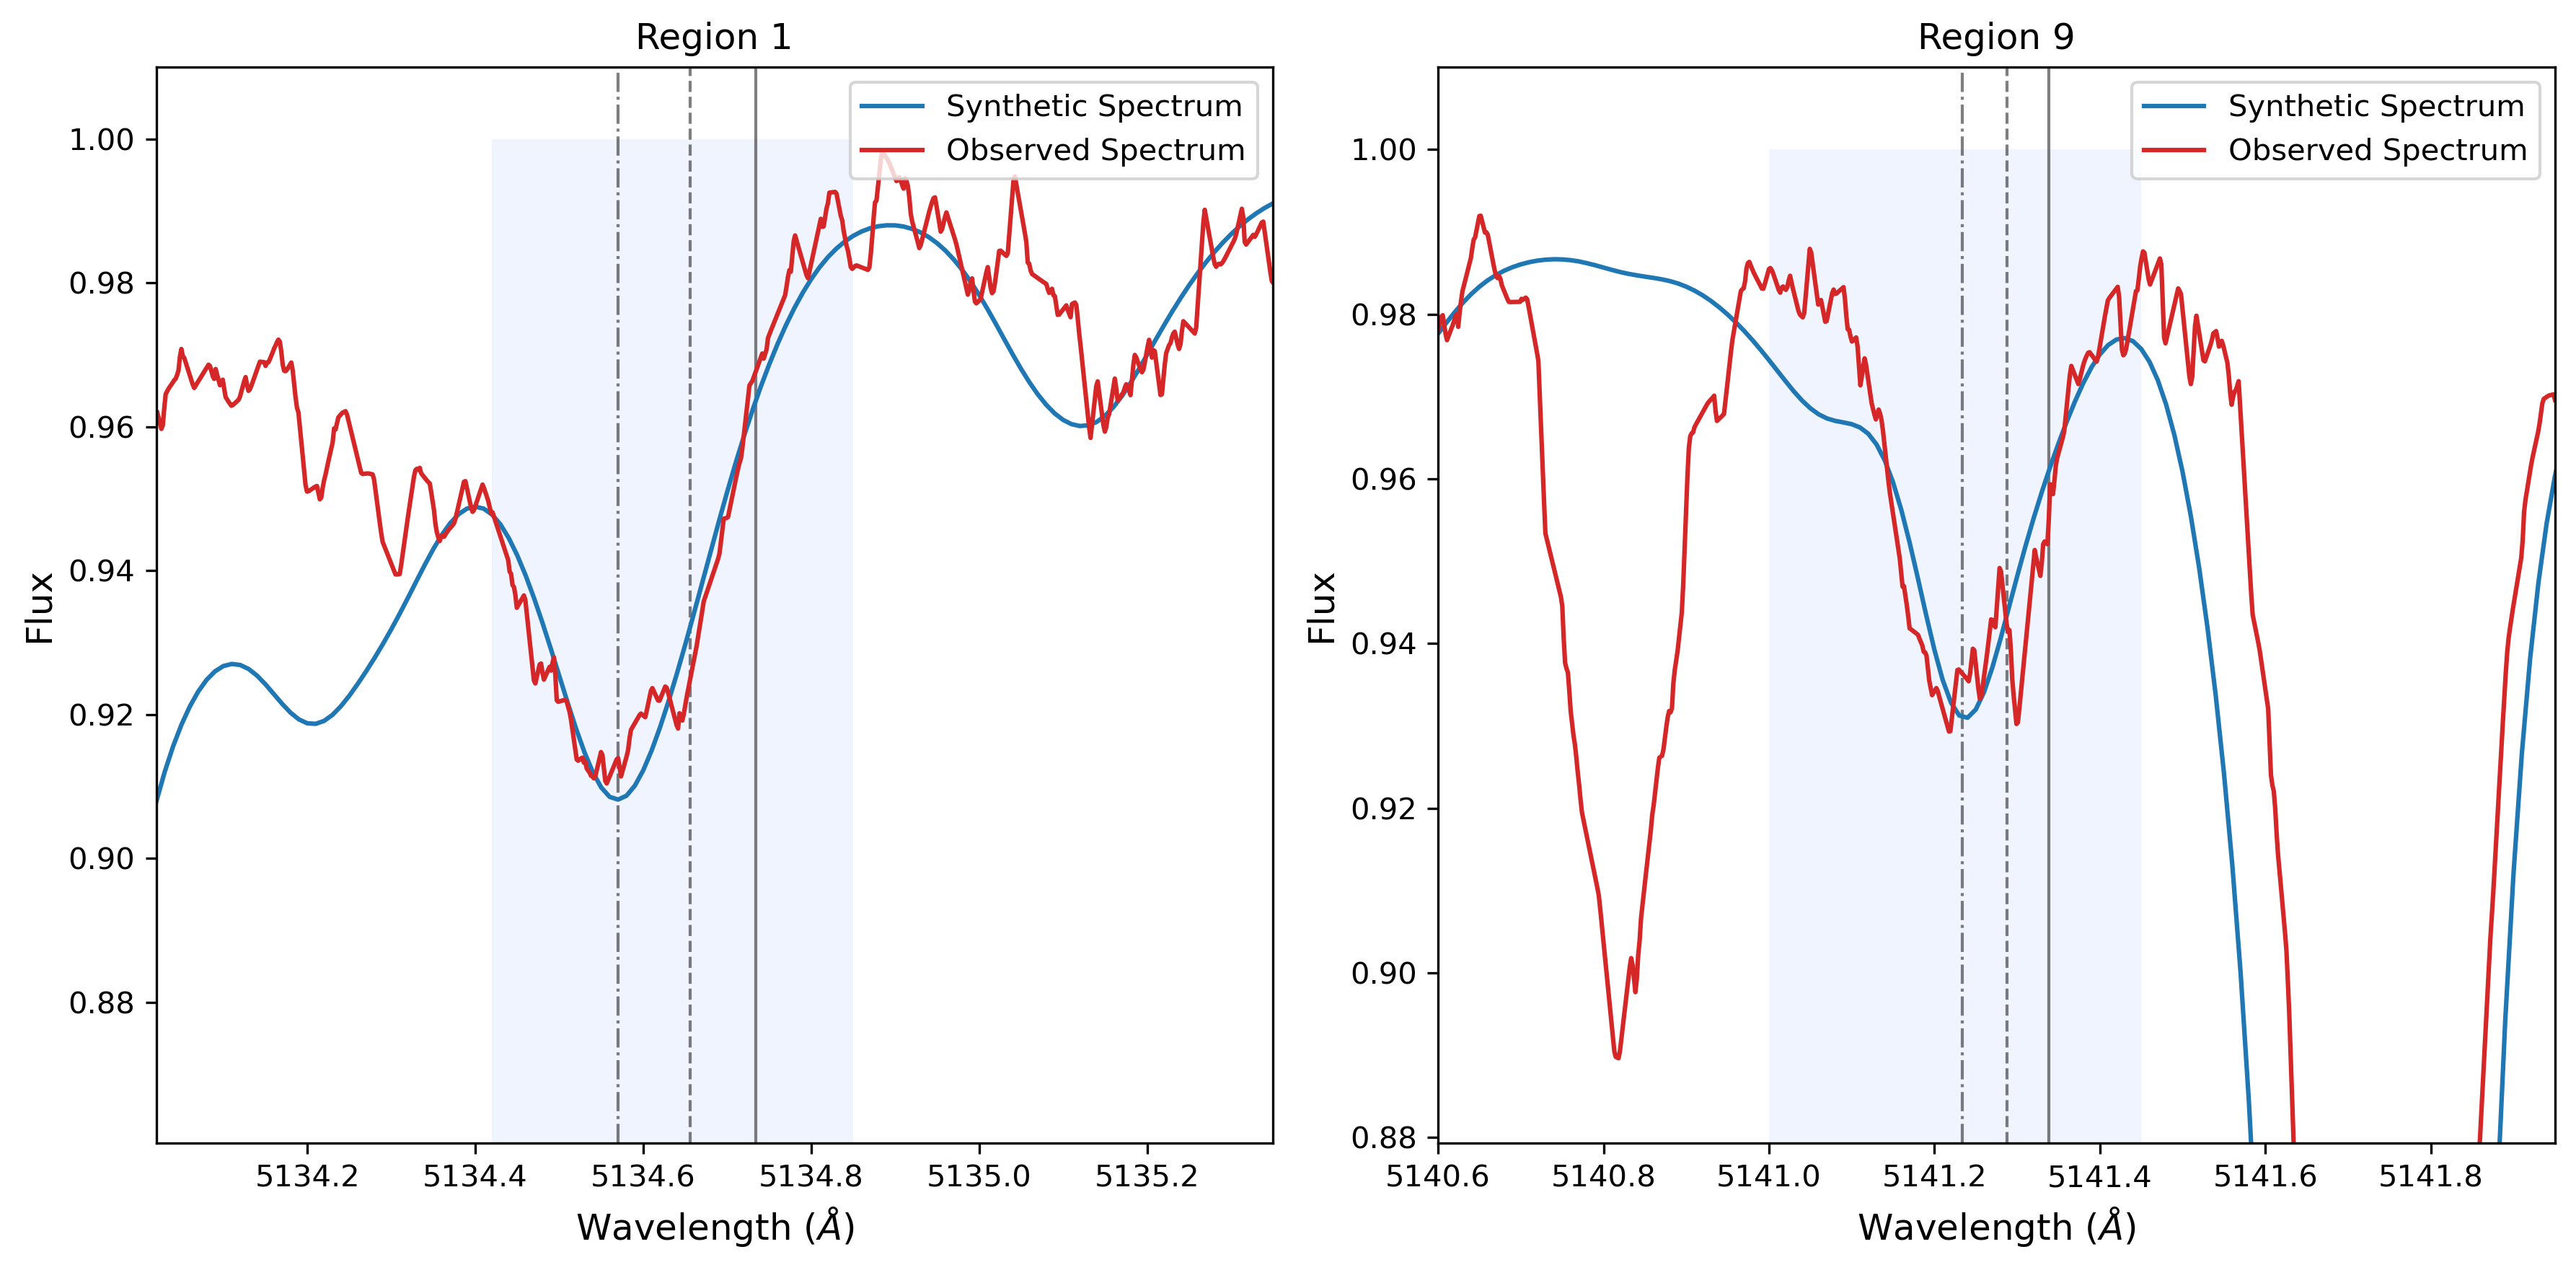 Region 1
Synthetic Spectrum
Observed Spectrum
1.00
0.98
0.96
0.94
0.92
0.90
0.88
Flux
5134.2
5134.4
5134.6
5134.8
5135.0
5135.2
Wavelength (Å)
Region 9
Synthetic Spectrum
Observed Spectrum
1.00
0.98
0.96
0.94
0.92
0.90
0.88
Flux
5140.6
5140.8
5141.0
5141.2
5141.4
5141.6
5141.8
Wavelength (Å)